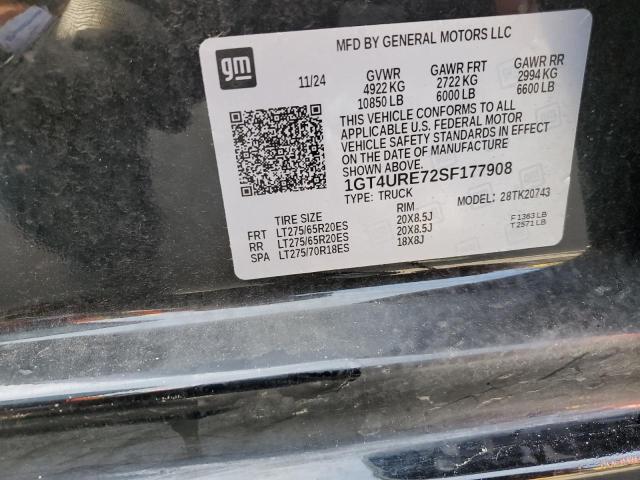 MFD BY GENERAL MOTORS LLC
gm
11/24 GVWR GAWR FRT GAWR RR
4922 KG 2722 KG 2994 KG
10850 LB 6000 LB 6600 LB
THIS VEHICLE CONFORMS TO ALL
APPLICABLE U.S. FEDERAL MOTOR
VEHICLE SAFETY STANDARDS IN EFFECT
ON THE DATE OF MANUFACTURE
SHOWN ABOVE.
1GT4URE72SF177908
TYPE: TRUCK MODEL: 28TK20743
TIRE SIZE RIM
FRT LT275/65R20ES 20X8.5J F 1363 LB
RR LT275/65R20ES 20X8.5J T 2571 LB
SPA LT275/70R18ES 18X8J